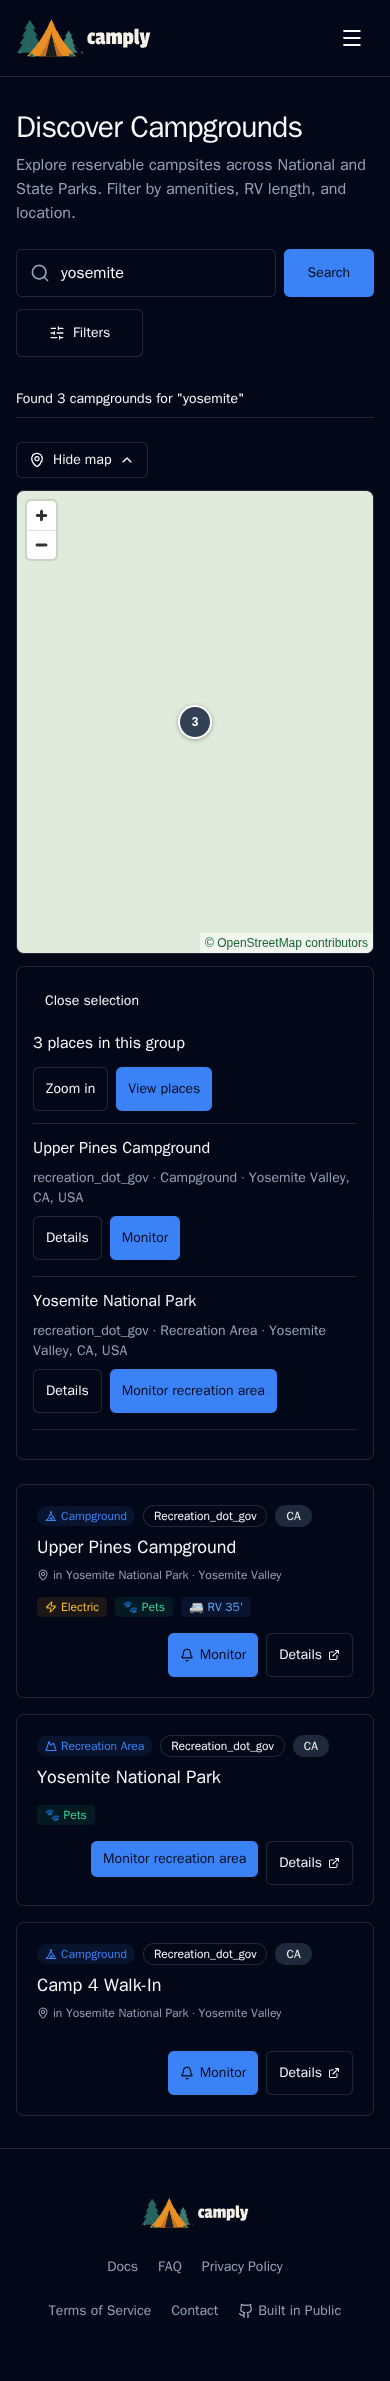 camply
Discover Campgrounds
Explore reservable campsites across National and
State Parks. Filter by amenities, RV length, and
location.
yosemite
Search
Filters
Found 3 campgrounds for "yosemite"
Hide map
3
© OpenStreetMap contributors
Close selection
3 places in this group
Zoom in
View places
Upper Pines Campground
recreation_dot_gov · Campground · Yosemite Valley,
CA, USA
Details
Monitor
Yosemite National Park
recreation_dot_gov · Recreation Area · Yosemite
Valley, CA, USA
Details
Monitor recreation area
Campground
Recreation_dot_gov
CA
Upper Pines Campground
in Yosemite National Park · Yosemite Valley
Electric
Pets
RV 35'
Monitor
Details
Recreation Area
Recreation_dot_gov
CA
Yosemite National Park
Pets
Monitor recreation area
Details
Campground
Recreation_dot_gov
CA
Camp 4 Walk-In
in Yosemite National Park · Yosemite Valley
Monitor
Details
camply
Docs
FAQ
Privacy Policy
Terms of Service
Contact
Built in Public